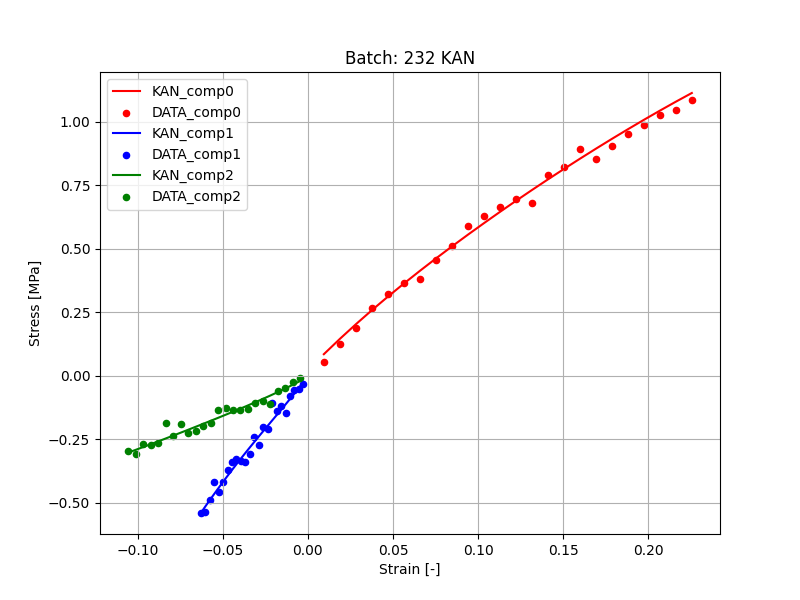 Batch: 232 KAN
KAN_comp0
DATA_comp0
KAN_comp1
DATA_comp1
KAN_comp2
DATA_comp2
1.00
0.75
0.50
0.25
0.00
−0.25
−0.50
Stress [MPa]
−0.10
−0.05
0.00
0.05
0.10
0.15
0.20
Strain [-]